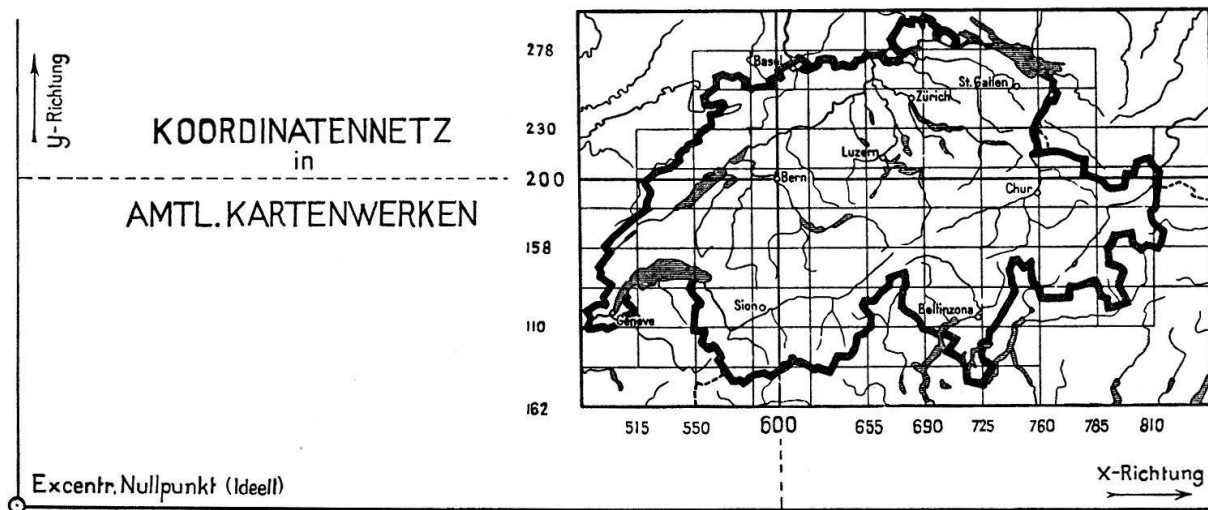 y-Richtung
KOORDINATENNETZ
in
AMTL. KARTENWERKEN
Excentr. Nullpunkt (Ideell)
278
230
200
158
110
162
Basel
St. Gallen
Zürich
Luzern
Bern
Chur
Sion
Bellinzona
Genève
515 550 600 655 690 725 760 785 810
x-Richtung